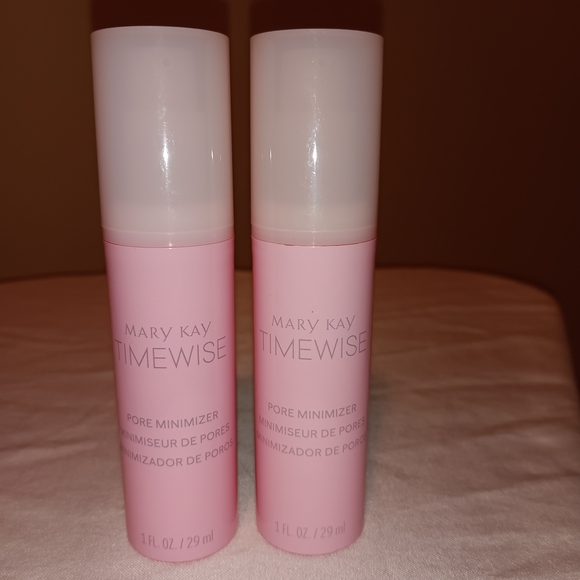 MARY KAY
TIMEWISE
PORE MINIMIZER
MINIMISEUR DE PORES
MINIMIZADOR DE POROS
1 FL. OZ. / 29 ml
MARY KAY
TIMEWISE
PORE MINIMIZER
MINIMISEUR DE PORES
MINIMIZADOR DE POROS
1 FL. OZ. / 29 ml